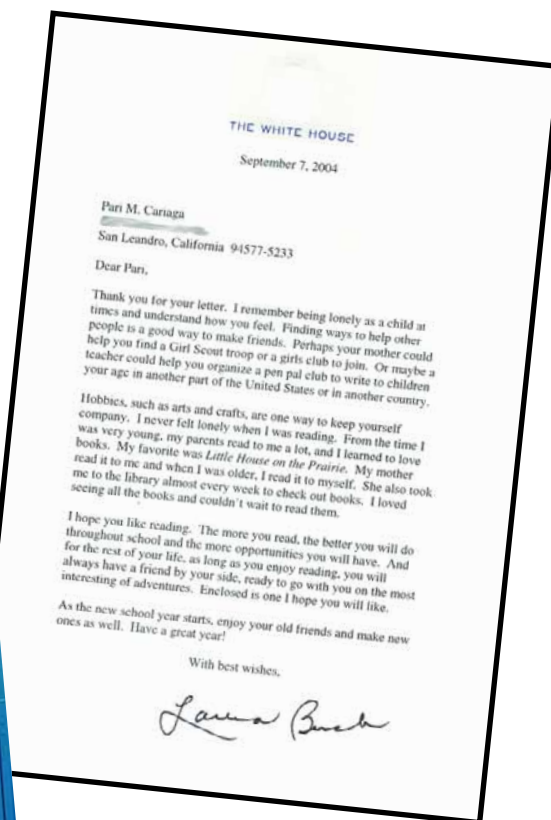 THE WHITE HOUSE
September 7, 2004
Pari M. Cariaga
San Leandro, California 94577-5233
Dear Pari,
Thank you for your letter. I remember being lonely as a child at
times and understand how you feel. Finding ways to help other
people is a good way to make friends. Perhaps your mother could
help you find a Girl Scout troop or a girls club to join. Or maybe a
teacher could help you organize a pen pal club to write to children
your age in another part of the United States or in another country.
Hobbies, such as arts and crafts, are one way to keep yourself
company. I never felt lonely when I was reading. From the time I
was very young, my parents read to me a lot, and I learned to love
books. My favorite was Little House on the Prairie. My mother
read it to me and when I was older, I read it to myself. She also took
me to the library almost every week to check out books. I loved
seeing all the books and couldn't wait to read them.
I hope you like reading. The more you read, the better you will do
throughout school and the more opportunities you will have. And
for the rest of your life, as long as you enjoy reading, you will
always have a friend by your side, ready to go with you on the most
interesting of adventures. Enclosed is one I hope you will like.
As the new school year starts, enjoy your old friends and make new
ones as well. Have a great year!
With best wishes,
Laura Bush